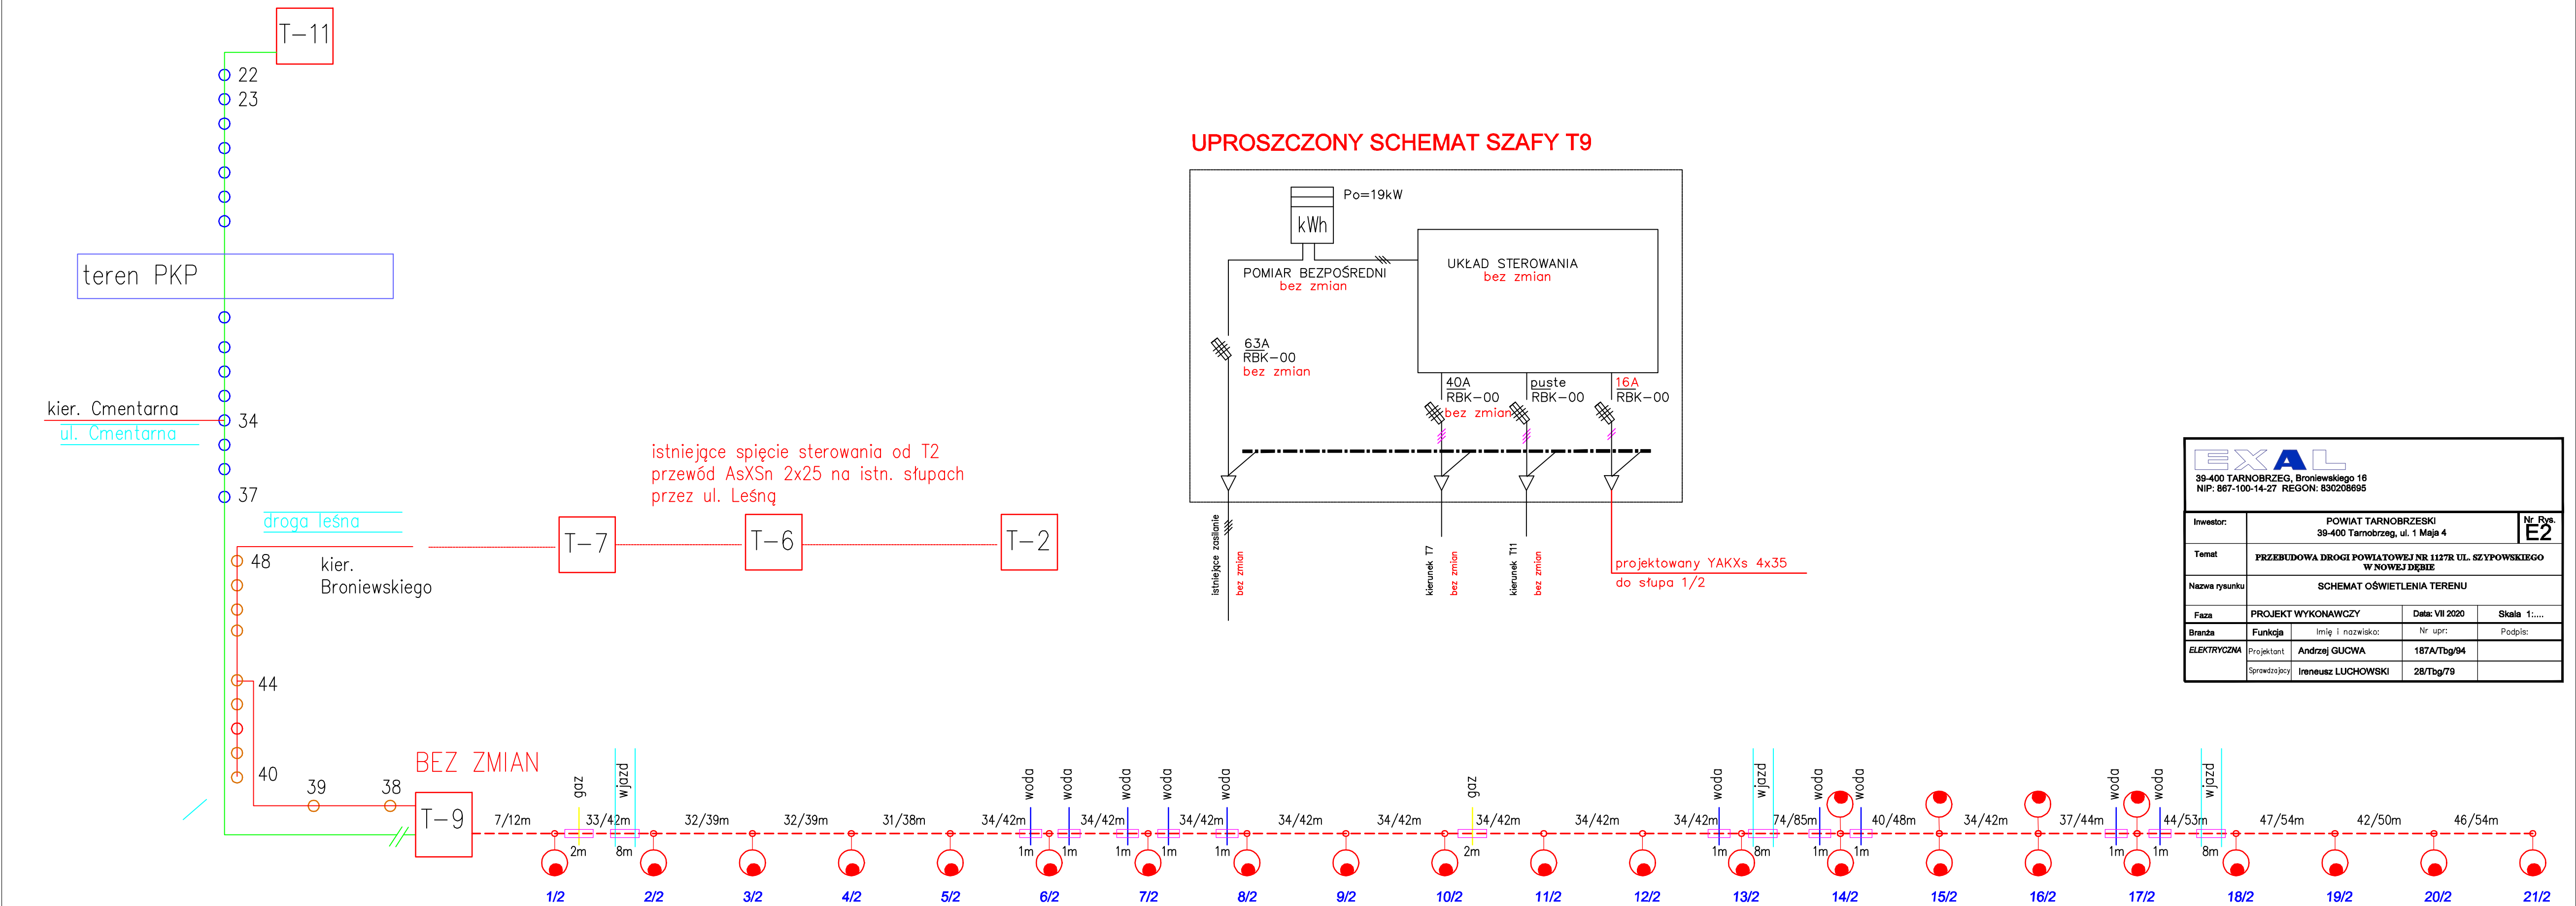 T-11
22
23
teren PKP
kier. Cmentarna
ul. Cmentarna
34
37
droga leśna
48
kier.
Broniewskiego
44
40
39
38
BEZ ZMIAN
T-9
istniejące spięcie sterowania od T2
przewód AsXSn 2x25 na istn. słupach
przez ul. Leśną
T-7
T-6
T-2
UPROSZCZONY SCHEMAT SZAFY T9
Po=19kW
kWh
POMIAR BEZPOŚREDNI
bez zmian
UKŁAD STEROWANIA
bez zmian
63A
RBK-00
bez zmian
40A
RBK-00
bez zmian
puste
RBK-00
16A
RBK-00
istniejące zasilanie
bez zmian
kierunek T7
bez zmian
kierunek T11
bez zmian
projektowany YAKXs 4x35
do słupa 1/2
EXAL
39-400 TARNOBRZEG, Broniewskiego 16
NIP: 867-100-14-27 REGON: 830208695
Inwestor:
POWIAT TARNOBRZESKI
39-400 Tarnobrzeg, ul. 1 Maja 4
Nr Rys.
E2
Temat
PRZEBUDOWA DROGI POWIATOWEJ NR 1127R UL. SZYPOWSKIEGO
W NOWEJ DĘBIE
Nazwa rysunku
SCHEMAT OŚWIETLENIA TERENU
Faza
PROJEKT WYKONAWCZY
Data: VII 2020
Skala 1:....
Branża
Funkcja
Imię i nazwisko:
Nr upr:
Podpis:
ELEKTRYCZNA
Projektant
Andrzej GUCWA
187A/Tbg/94
Sprawdzający
Ireneusz LUCHOWSKI
28/Tbg/79
gaz
wjazd
woda
woda
woda
woda
woda
gaz
woda
wjazd
woda
woda
woda
woda
wjazd
7/12m
33/42m
32/39m
32/39m
31/38m
34/42m
34/42m
34/42m
34/42m
34/42m
34/42m
34/42m
34/42m
74/85m
40/48m
34/42m
37/44m
44/53m
47/54m
42/50m
46/54m
2m
8m
1m
1m
1m
1m
1m
2m
1m
8m
1m
1m
1m
1m
8m
1/2
2/2
3/2
4/2
5/2
6/2
7/2
8/2
9/2
10/2
11/2
12/2
13/2
14/2
15/2
16/2
17/2
18/2
19/2
20/2
21/2